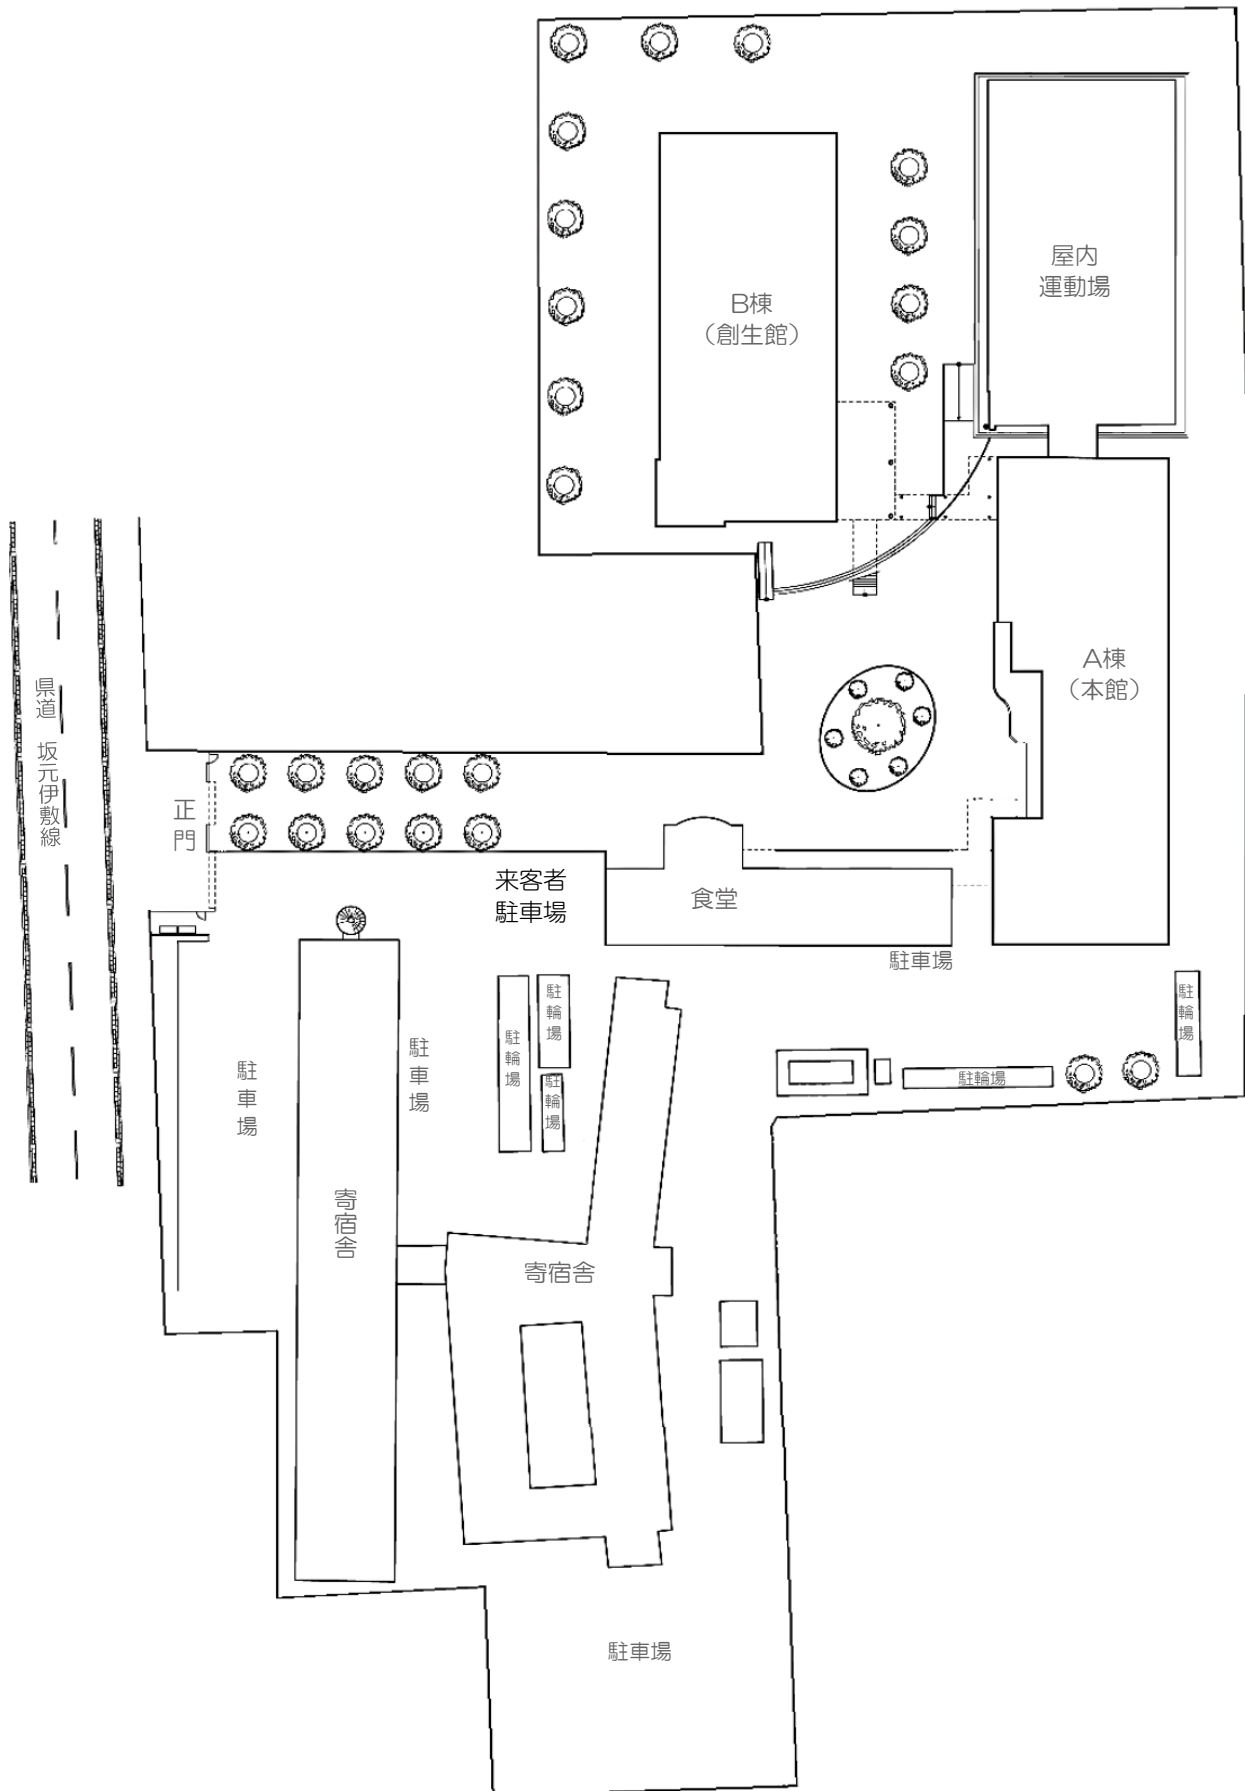 屋内
運動場
B棟
（創生館）
A棟
（本館）
県道　坂元伊敷線
正門
来客者
駐車場
食堂
駐車場
駐輪場
駐輪場
駐輪場
駐輪場
駐輪場
駐車場
駐車場
寄宿舎
寄宿舎
駐車場